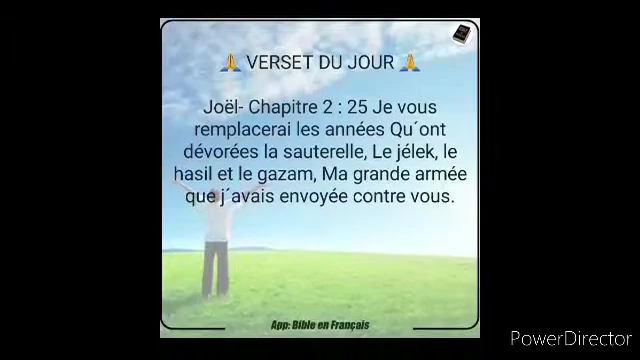 🙏 VERSET DU JOUR 🙏
Joël- Chapitre 2 : 25 Je vous
remplacerai les années Qu´ont
dévorées la sauterelle, Le jélek, le
hasil et le gazam, Ma grande armée
que j´avais envoyée contre vous.
App: Bible en Français
PowerDirector